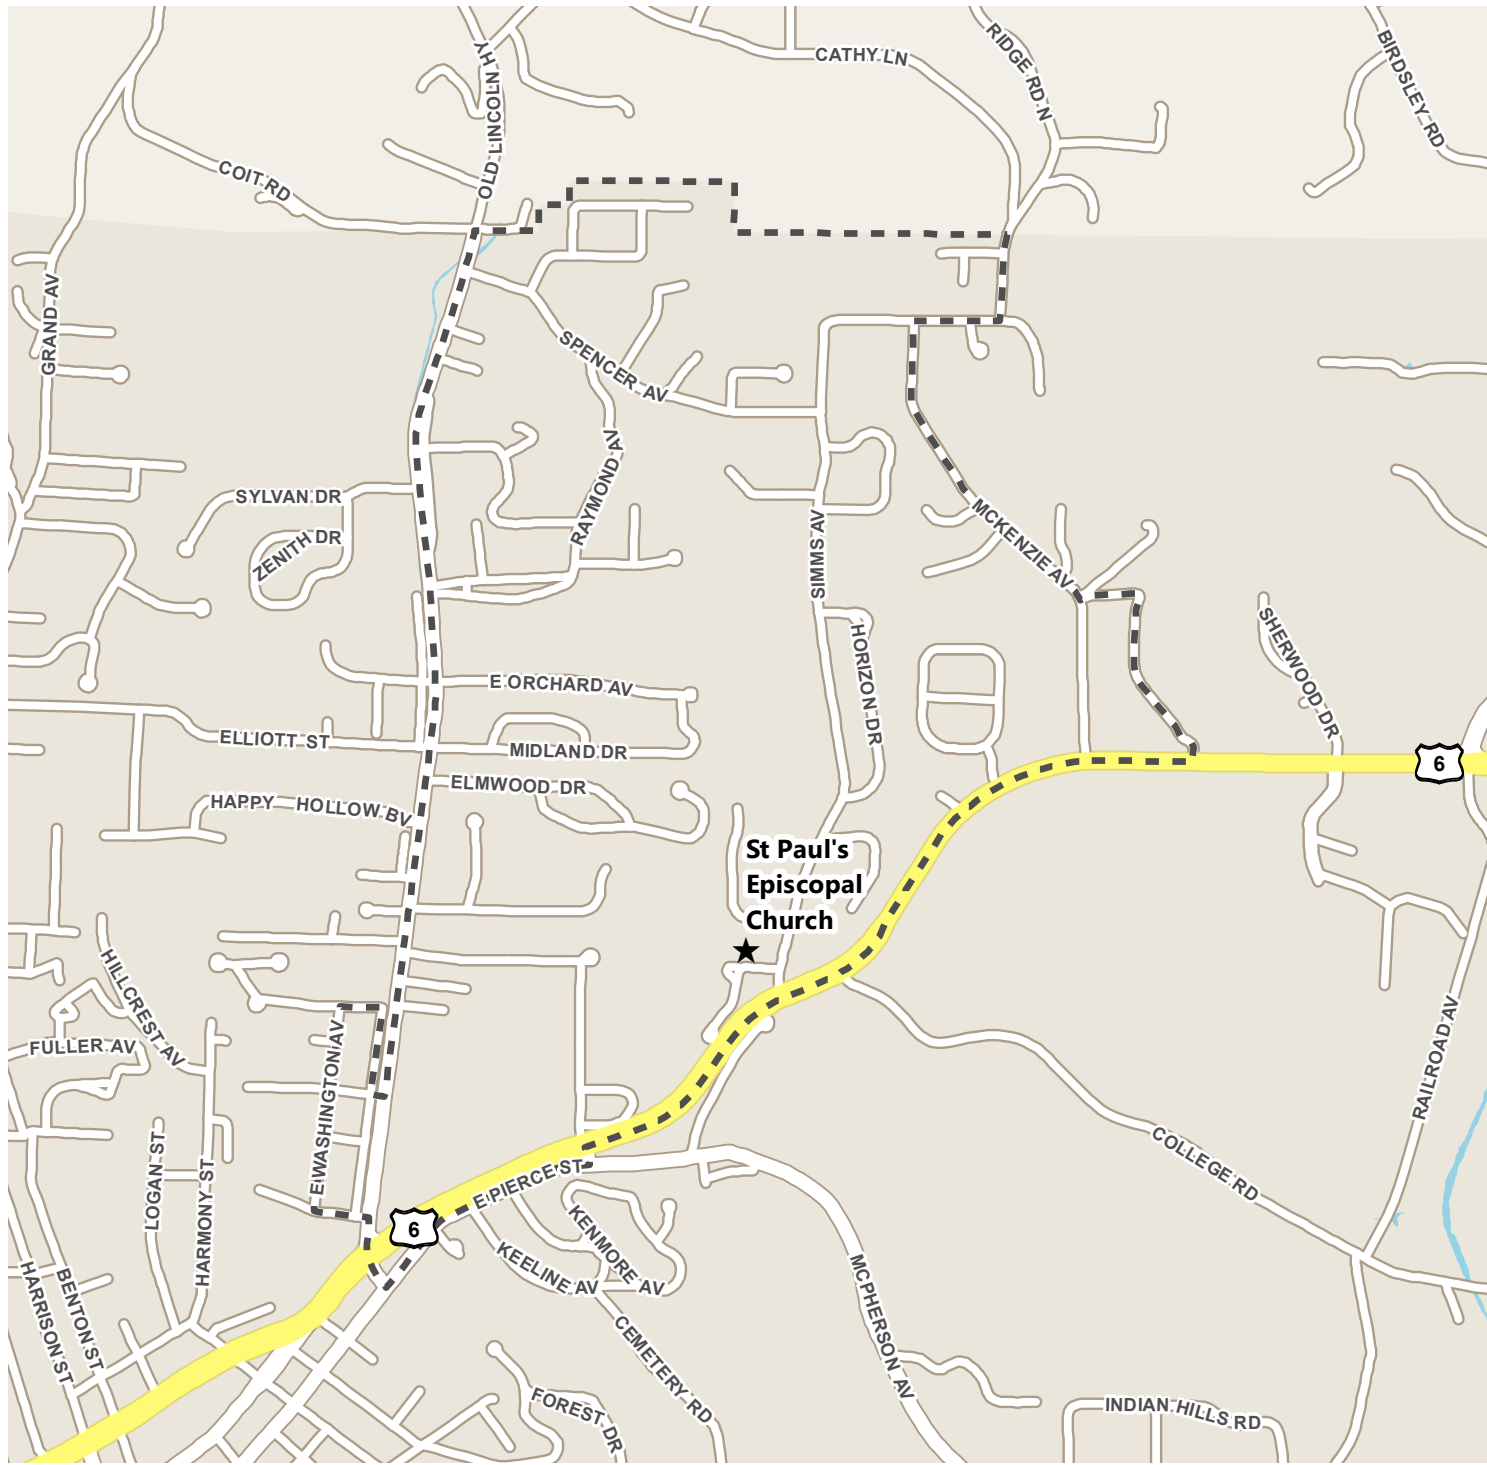 CATHY LN
RIDGE RD N
BIRDSLEY RD
OLD LINCOLN HY
COIT RD
GRAND AV
SPENCER AV
RAYMOND AV
SYLVAN DR
ZENITH DR
SIMMS AV
MCKENZIE AV
HORIZON DR
SHERWOOD DR
E ORCHARD AV
ELLIOTT ST
MIDLAND DR
6
ELMWOOD DR
HAPPY HOLLOW BV
St Paul's
Episcopal
Church
HILLCREST AV
FULLER AV
E WASHINGTON AV
RAILROAD AV
LOGAN ST
HARMONY ST
COLLEGE RD
E PIERCE ST
6
KENMORE AV
KEELINE AV
MCPHERSON AV
HARRISON ST
BENTON ST
CEMETERY RD
FOREST DR
INDIAN HILLS RD